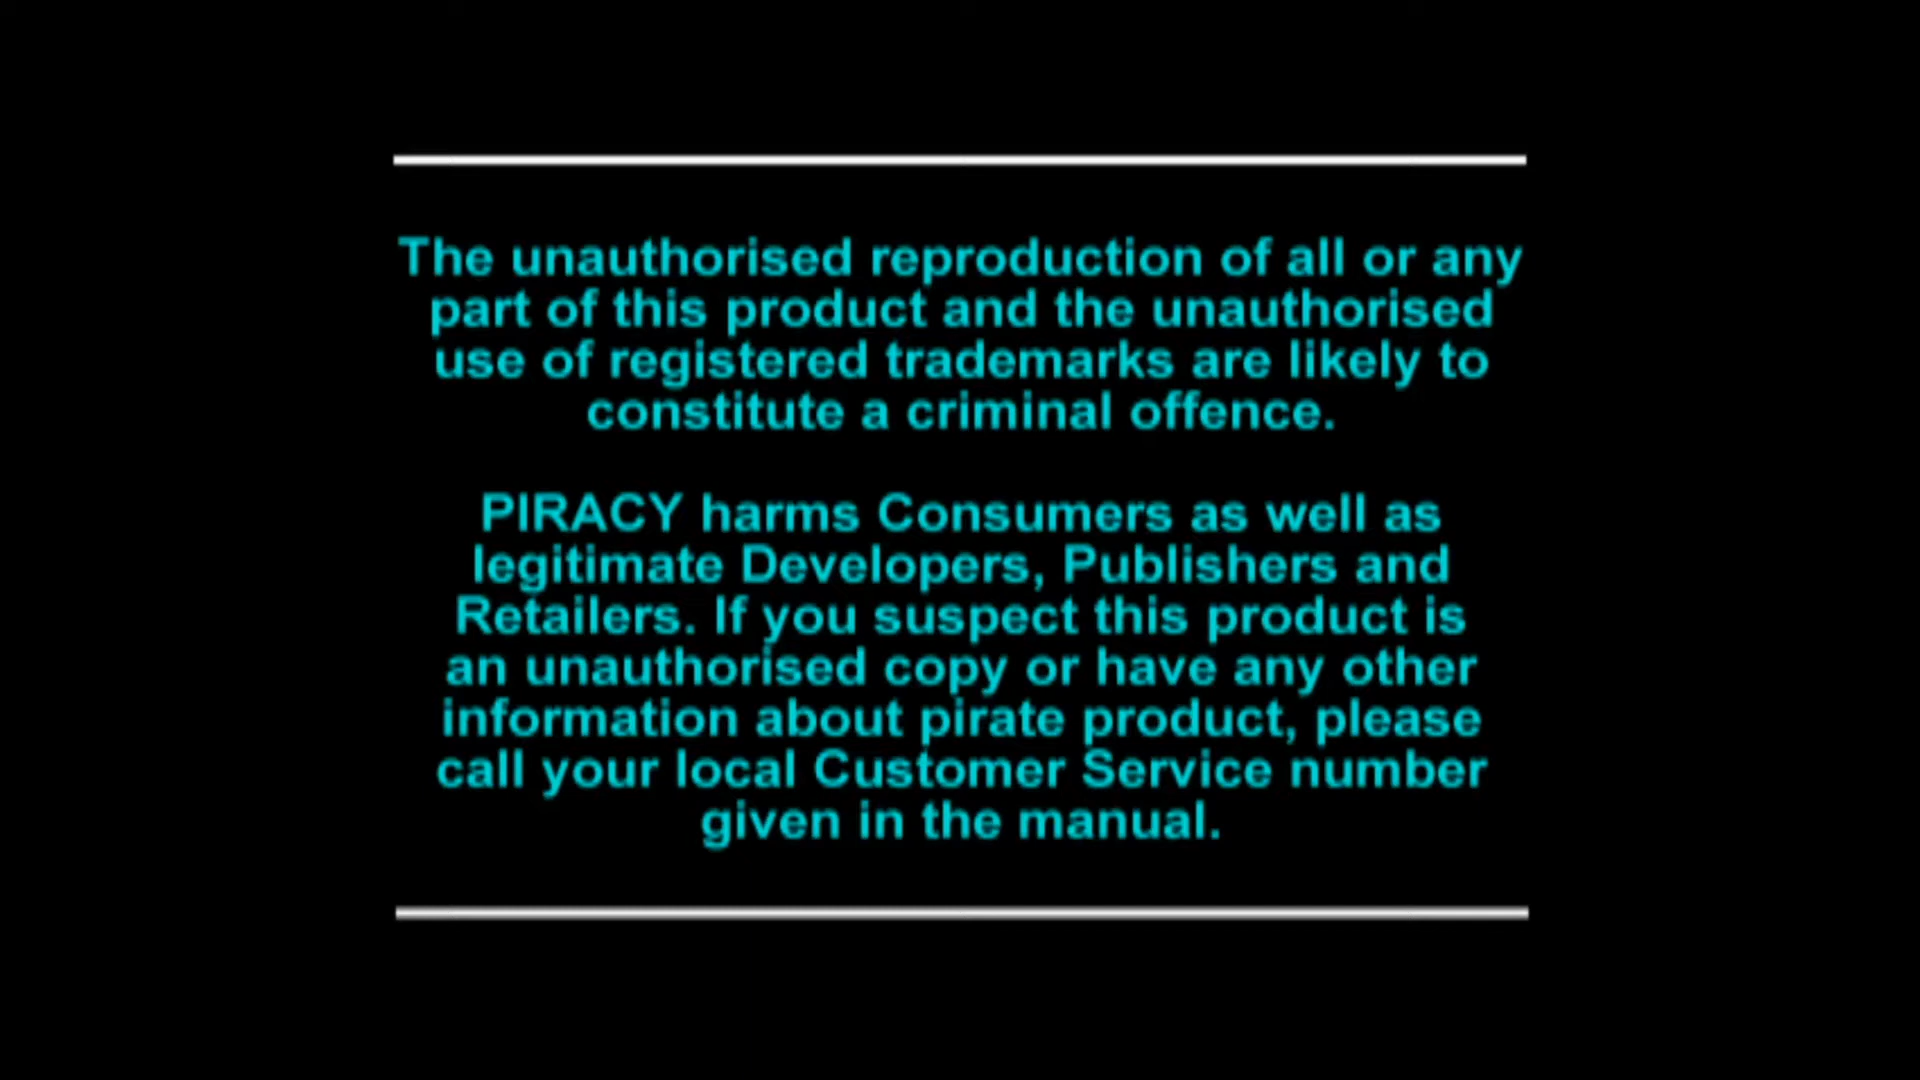 The unauthorised reproduction of all or any
part of this product and the unauthorised
use of registered trademarks are likely to
constitute a criminal offence.
PIRACY harms Consumers as well as
legitimate Developers, Publishers and
Retailers. If you suspect this product is
an unauthorised copy or have any other
information about pirate product, please
call your local Customer Service number
given in the manual.